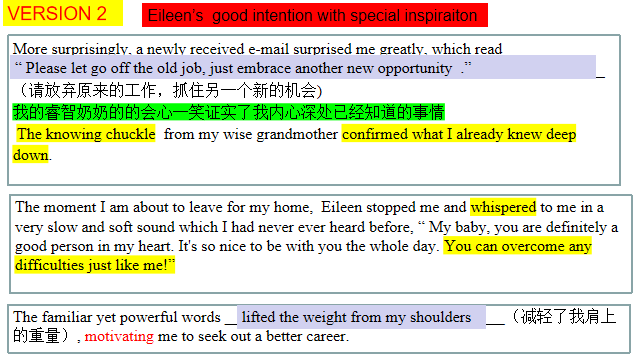 VERSION 2
Eileen's good intention with special inspiraiton
More surprisingly, a newly received e-mail surprised me greatly, which read
“ Please let go off the old job, just embrace another new opportunity .” _
（请放弃原来的工作，抓住另一个新的机会)
我的睿智奶奶的的会心一笑证实了我内心深处已经知道的事情
The knowing chuckle from my wise grandmother confirmed what I already knew deep
down.
The moment I am about to leave for my home, Eileen stopped me and whispered to me in a
very slow and soft sound which I had never ever heard before, “ My baby, you are definitely a
good person in my heart. It's so nice to be with you the whole day. You can overcome any
difficulties just like me!”
The familiar yet powerful words __ lifted the weight from my shoulders __（减轻了我肩上
的重量）, motivating me to seek out a better career.